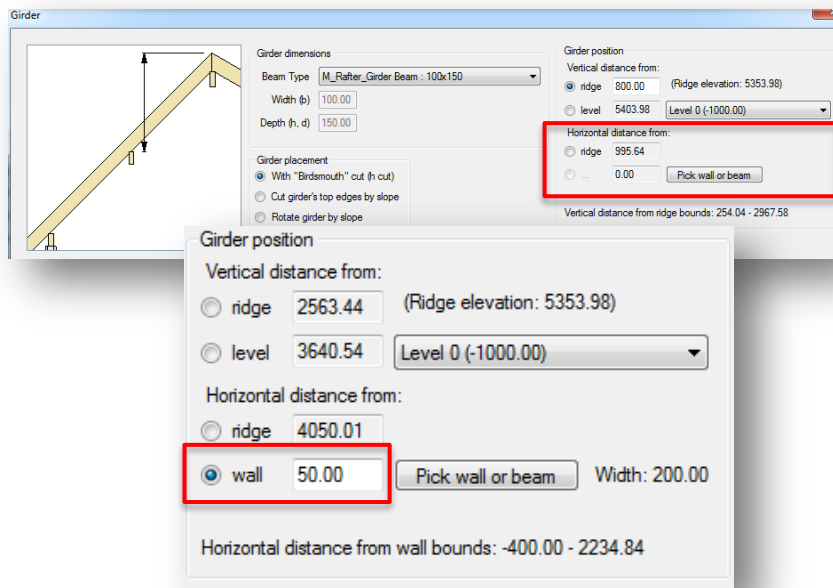 Girder
Girder dimensions
Beam Type M_Rafter_Girder Beam : 100x150
Width (b) 100.00
Depth (h, d) 150.00
Girder placement
With "Birdsmouth" cut (h cut)
Cut girder's top edges by slope
Rotate girder by slope
Girder position
Vertical distance from:
ridge 800.00 (Ridge elevation: 5353.98)
level 5403.98 Level 0 (-1000.00)
Horizontal distance from:
ridge 995.64
... 0.00 Pick wall or beam
Vertical distance from ridge bounds: 254.04 - 2967.58
Girder position
Vertical distance from:
ridge 2563.44 (Ridge elevation: 5353.98)
level 3640.54 Level 0 (-1000.00)
Horizontal distance from:
ridge 4050.01
wall 50.00 Pick wall or beam Width: 200.00
Horizontal distance from wall bounds: -400.00 - 2234.84